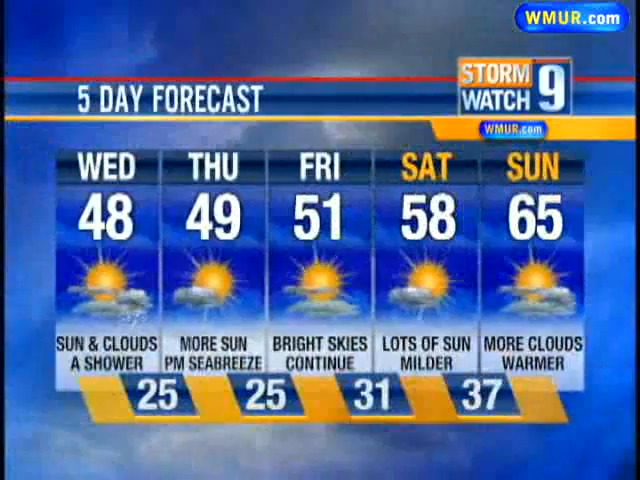 WMUR.com
5 DAY FORECAST
STORM
WATCH 9
WMUR.com
WED THU FRI SAT SUN
48 49 51 58 65
SUN & CLOUDS MORE SUN BRIGHT SKIES LOTS OF SUN MORE CLOUDS
A SHOWER PM SEABREEZE CONTINUE MILDER WARMER
25 25 31 37